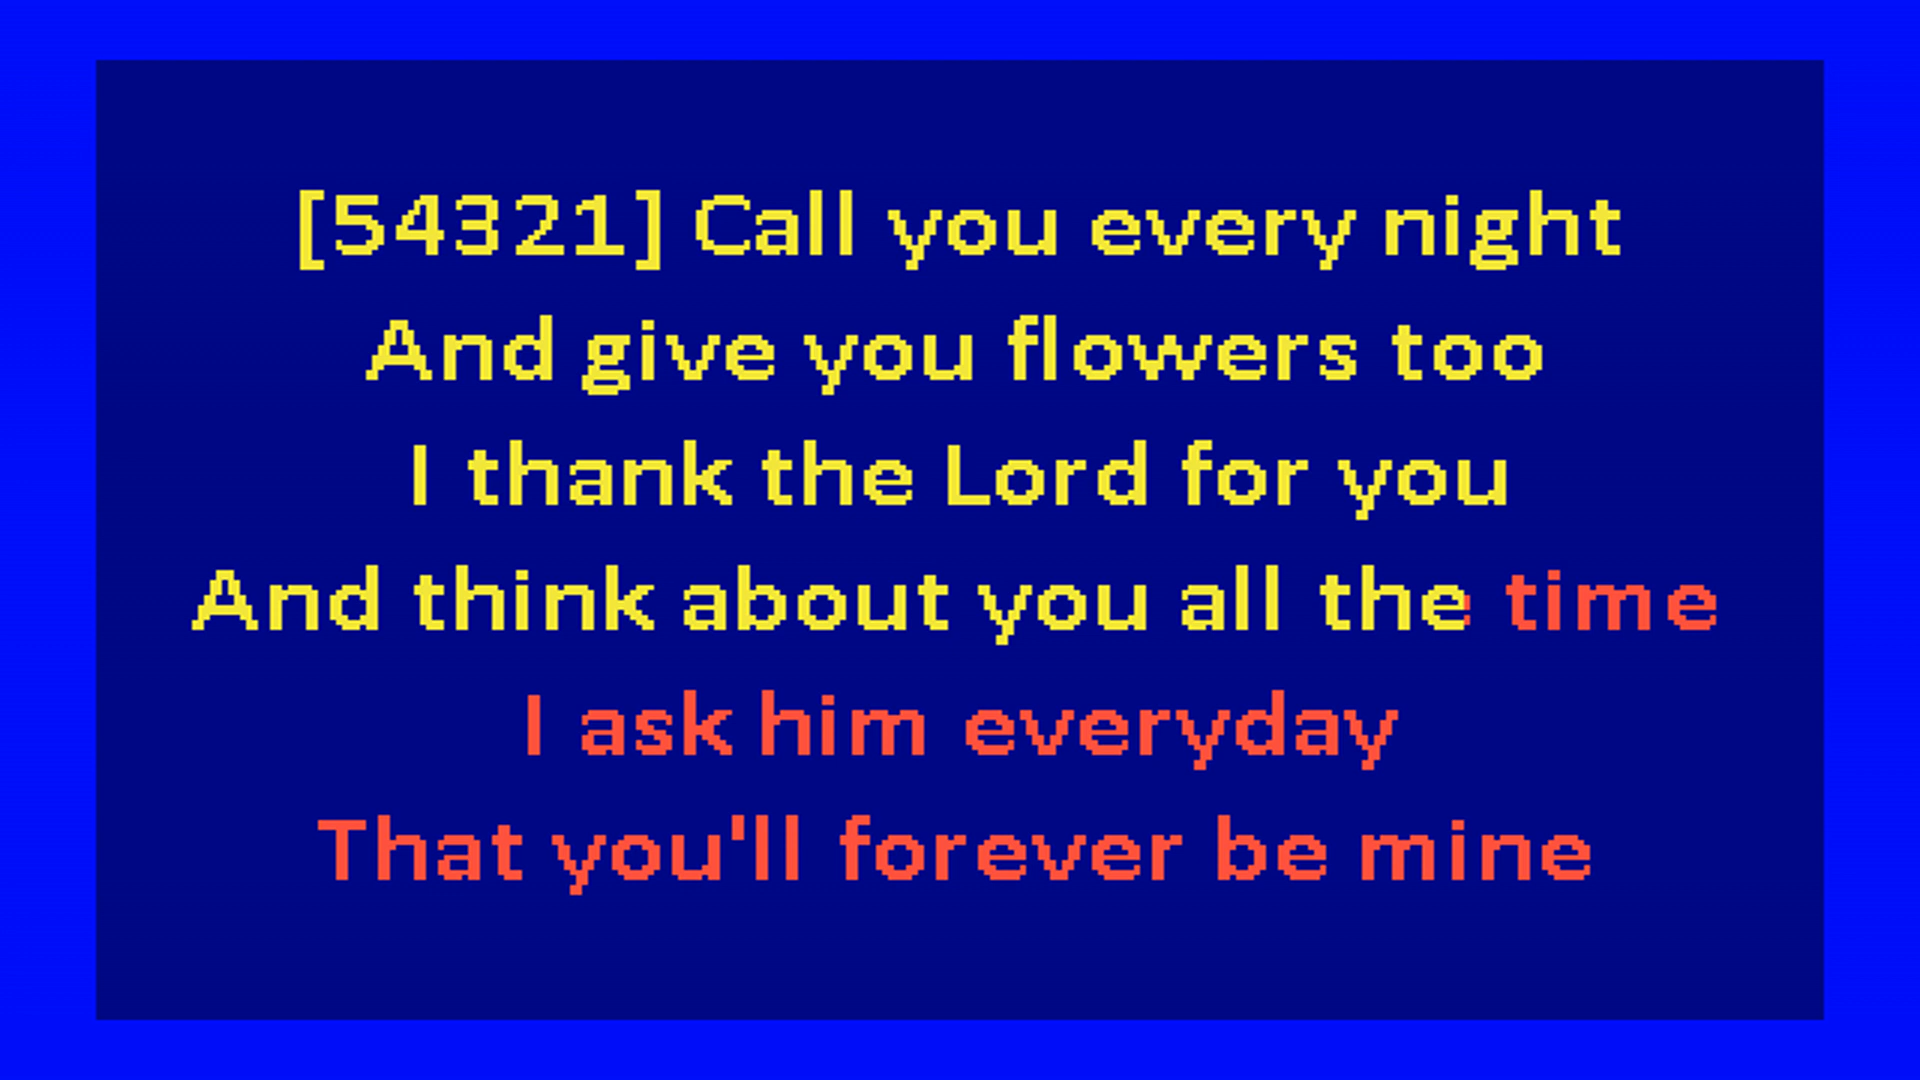 [54321] Call you every night
And give you flowers too
I thank the Lord for you
And think about you all the time
I ask him everyday
That you'll forever be mine